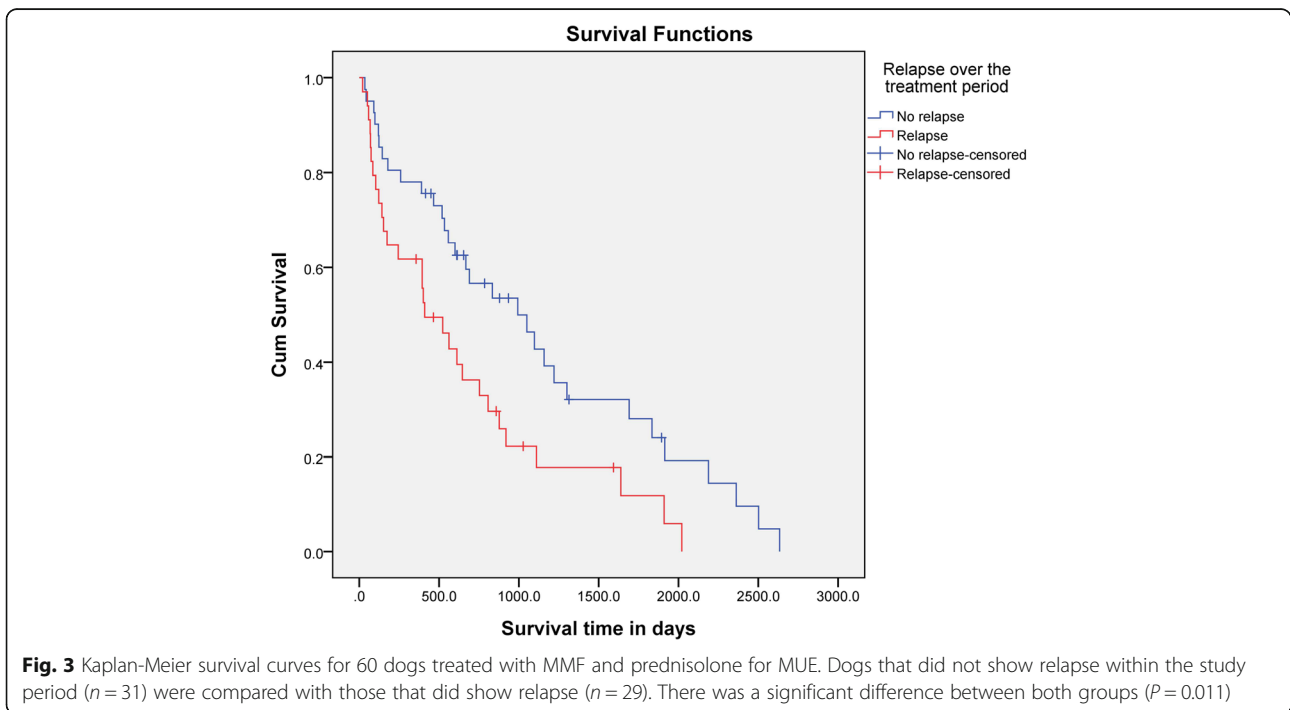 Survival Functions
Relapse over the
treatment period
No relapse
Relapse
No relapse-censored
Relapse-censored
Cum Survival
1.0
0.8
0.6
0.4
0.2
0.0
.0 500.0 1000.0 1500.0 2000.0 2500.0 3000.0
Survival time in days
Fig. 3 Kaplan-Meier survival curves for 60 dogs treated with MMF and prednisolone for MUE. Dogs that did not show relapse within the study
period (n = 31) were compared with those that did show relapse (n = 29). There was a significant difference between both groups (P = 0.011)